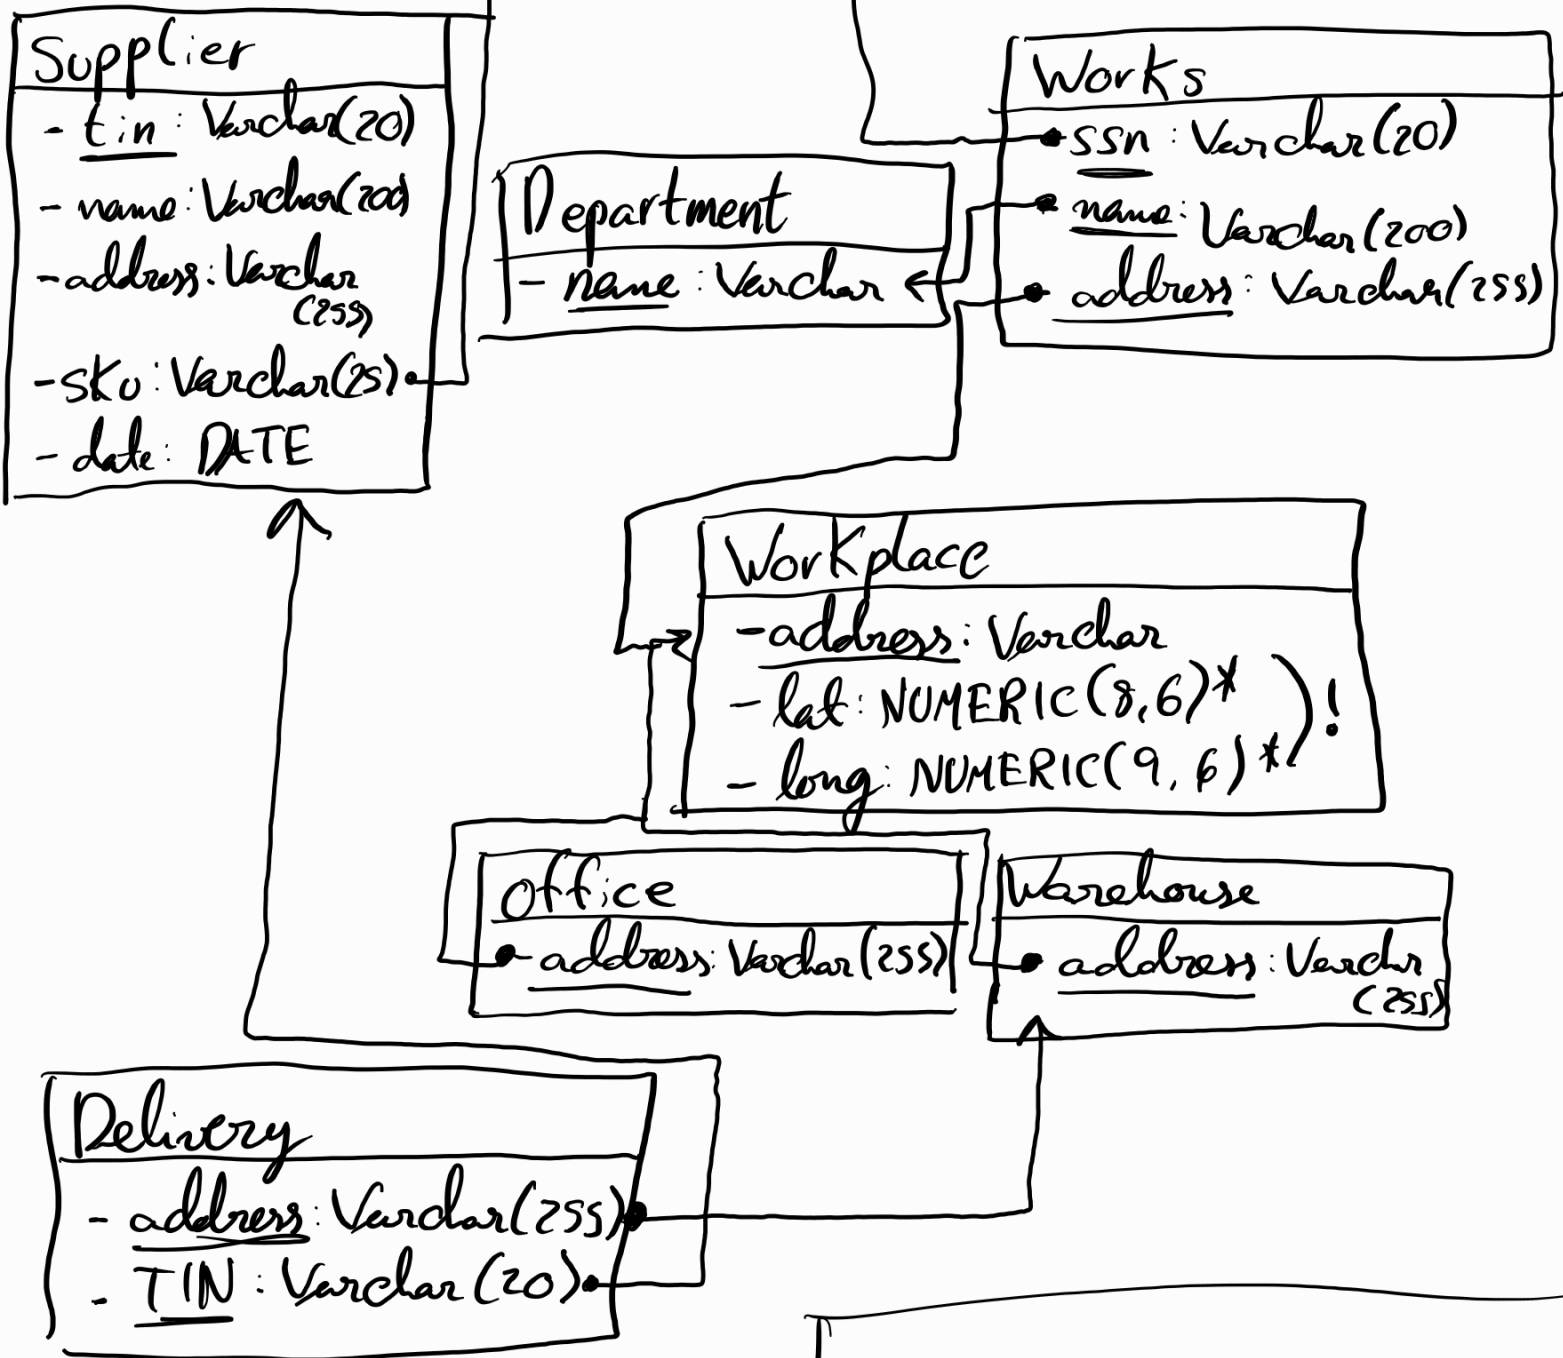 Supplier
- tin : Varchar(20)
- name : Varchar(200)
- address : Varchar
(255)
- sku : Varchar(25)
- date : DATE
Department
- name : Varchar
Works
ssn : Varchar(20)
name : Varchar(200)
address : Varchar(255)
Workplace
- address : Varchar
- lat : NUMERIC(8,6)*
- long : NUMERIC(9,6)* ) !
Office
- address : Varchar(255)
Warehouse
address : Varchar
(255)
Delivery
- address : Varchar(255)
- TIN : Varchar(20)